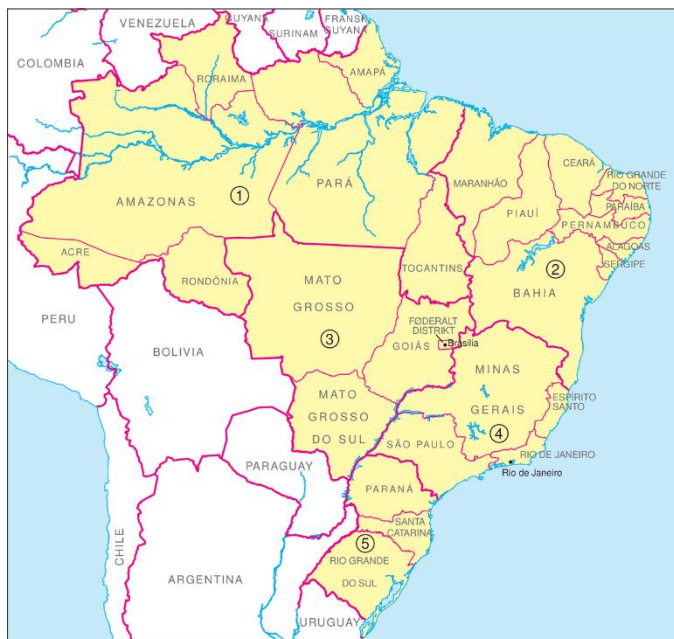 VENEZUELA
GUYANA
SURINAM
FRANSK
GUYANA
COLOMBIA
RORAIMA
AMAPÁ
AMAZONAS
1
PARÁ
MARANHÃO
CEARÁ
RIO GRANDE
DO NORTE
PARAÍBA
PIAUÍ
PERNAMBUCO
ALAGOAS
SERGIPE
ACRE
RONDÔNIA
MATO
GROSSO
3
TOCANTINS
2
BAHIA
PERU
BOLIVIA
FØDERALT
DISTRIKT
Brasília
GOIÁS
MINAS
GERAIS
4
ESPÍRITO
SANTO
MATO
GROSSO
DO SUL
SÃO PAULO
RIO DE JANEIRO
Rio de Janeiro
PARAGUAY
PARANÁ
SANTA
CATARINA
5
RIO GRANDE
DO SUL
CHILE
ARGENTINA
URUGUAY